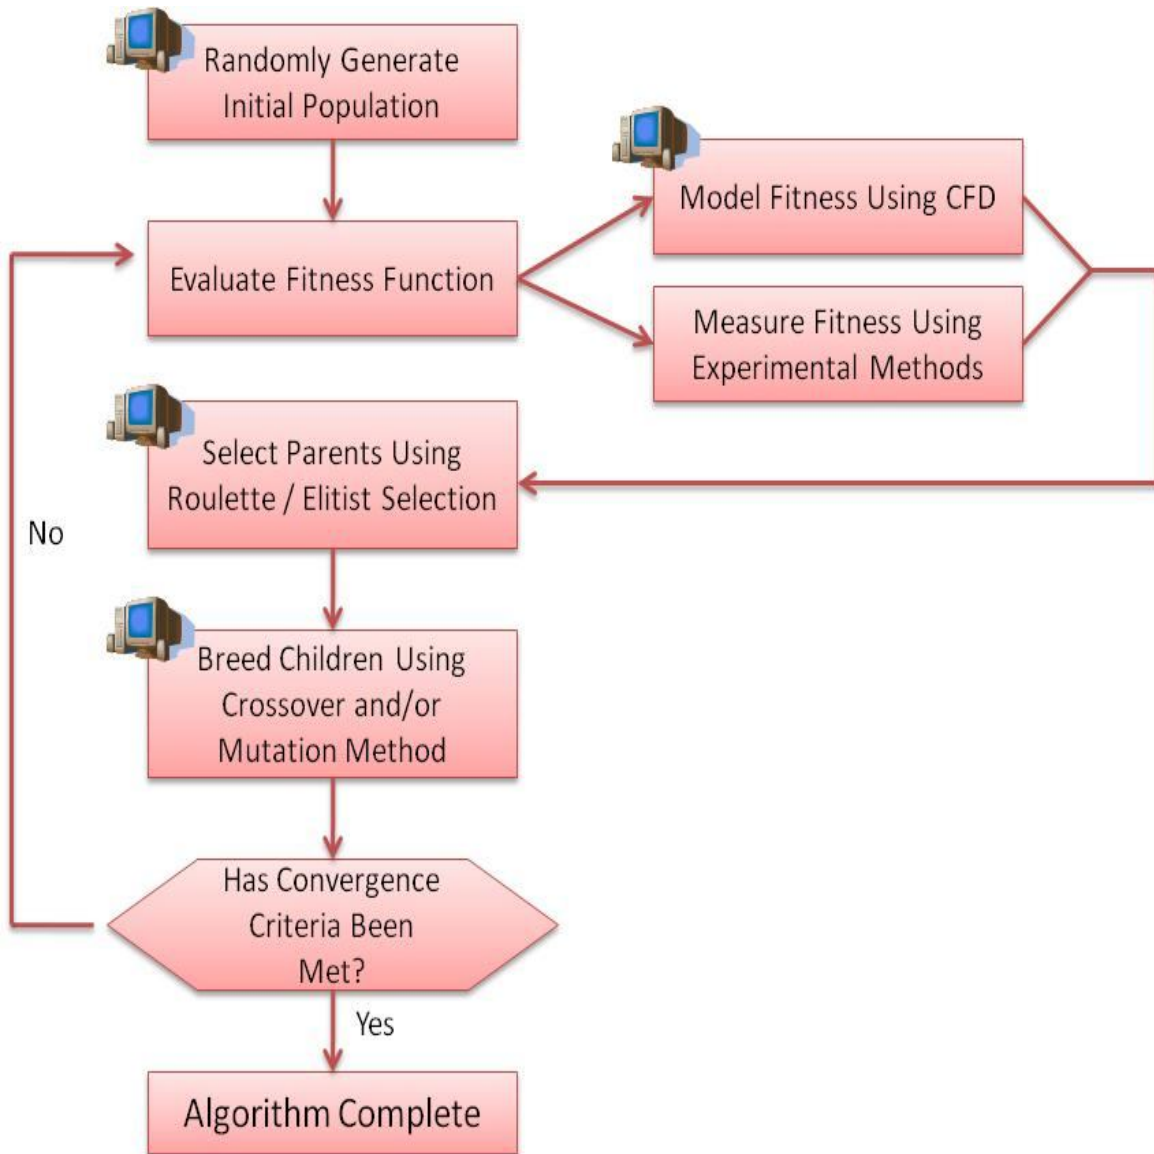 Randomly Generate
Initial Population
Model Fitness Using CFD
Evaluate Fitness Function
Measure Fitness Using
Experimental Methods
Select Parents Using
Roulette / Elitist Selection
No
Breed Children Using
Crossover and/or
Mutation Method
Has Convergence
Criteria Been
Met?
Yes
Algorithm Complete